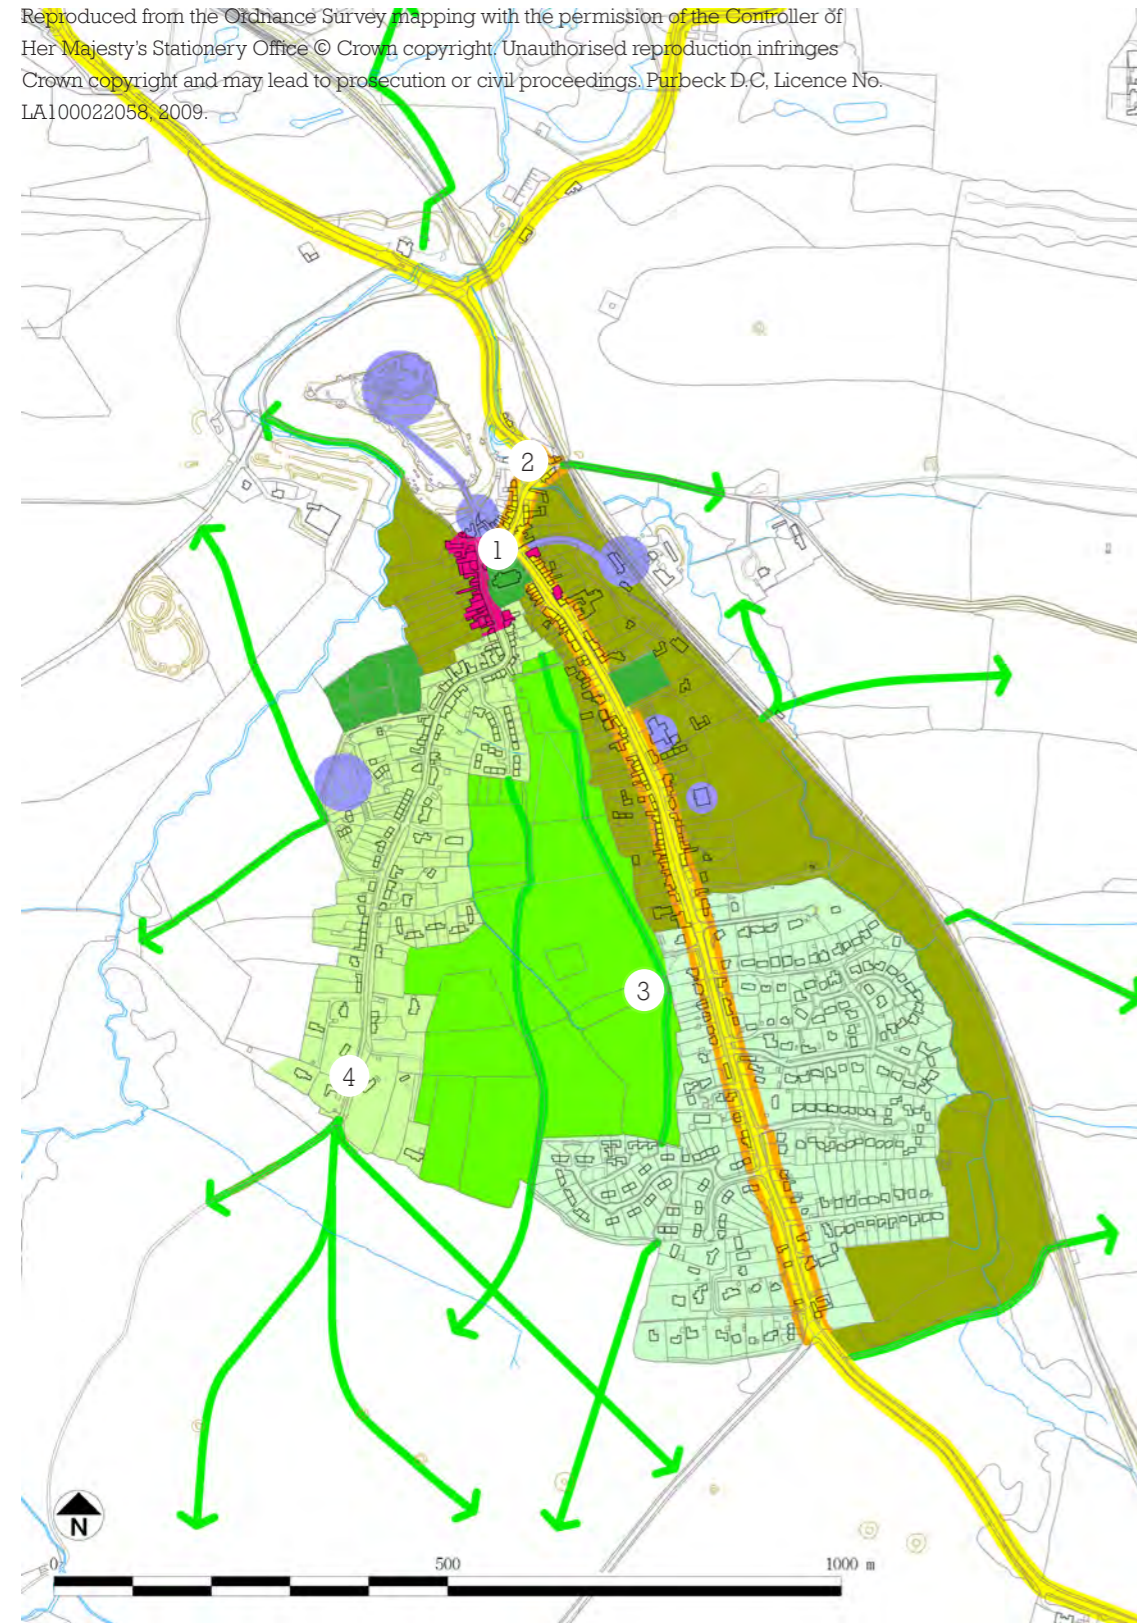 Reproduced from the Ordnance Survey mapping with the permission of the Controller of
Her Majesty's Stationery Office © Crown copyright. Unauthorised reproduction infringes
Crown copyright and may lead to prosecution or civil proceedings. Purbeck D.C, Licence No.
LA100022058, 2009.
2
1
3
4
N
0 500 1000 m